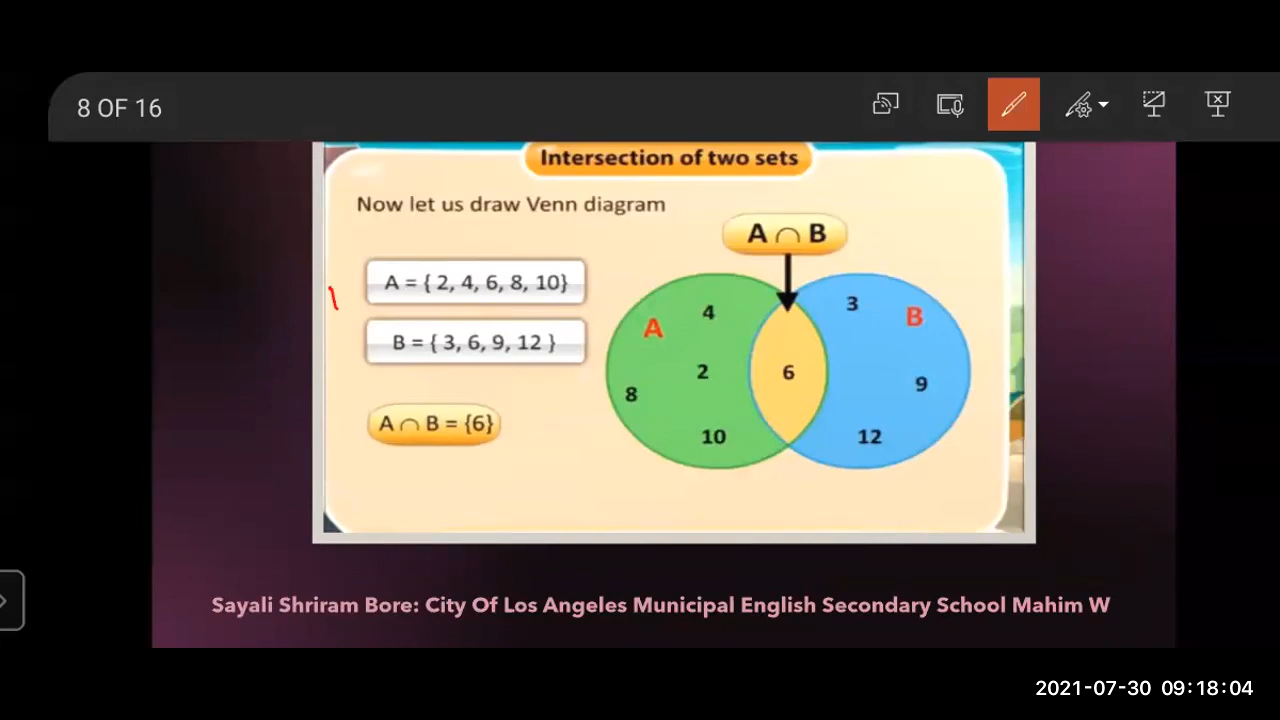 8 OF 16
Intersection of two sets
Now let us draw Venn diagram
A ∩ B
A = { 2, 4, 6, 8, 10}
B = { 3, 6, 9, 12 }
A ∩ B = {6}
A
4
2
8
10
6
3
B
9
12
Sayali Shriram Bore: City Of Los Angeles Municipal English Secondary School Mahim W
2021-07-30 09:18:04